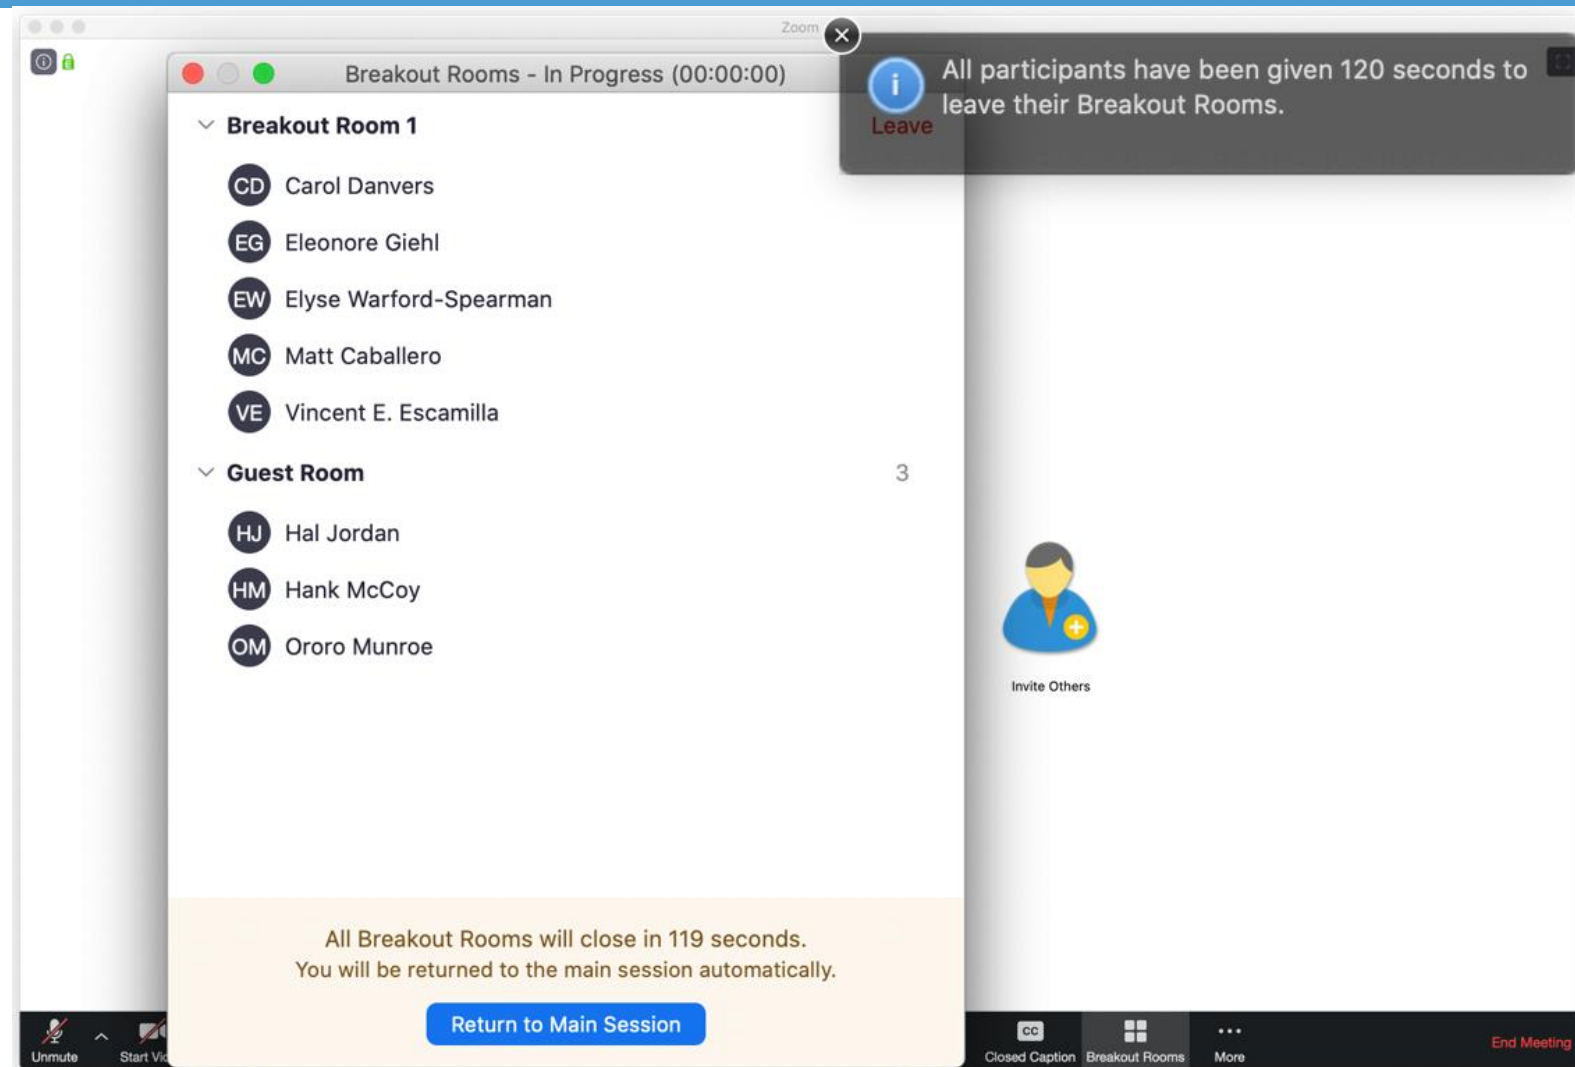 Zoom
Breakout Rooms - In Progress (00:00:00)
All participants have been given 120 seconds to
leave their Breakout Rooms.
Breakout Room 1
Leave
CD Carol Danvers
EG Eleonore Giehl
EW Elyse Warford-Spearman
MC Matt Caballero
VE Vincent E. Escamilla
Guest Room 3
HJ Hal Jordan
HM Hank McCoy
OM Ororo Munroe
Invite Others
All Breakout Rooms will close in 119 seconds.
You will be returned to the main session automatically.
Return to Main Session
CC
Unmute Start Vid Closed Caption Breakout Rooms More End Meeting